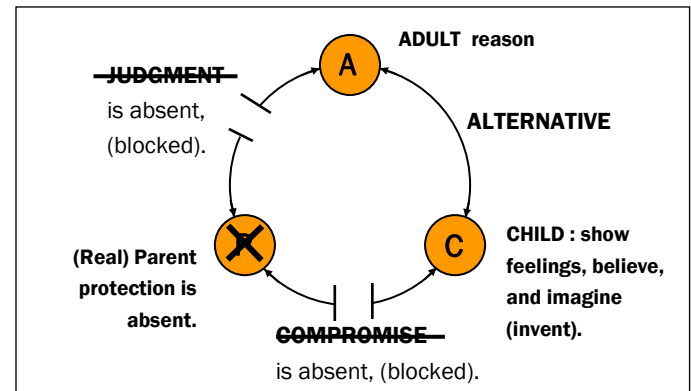 ADULT reason
A
JUDGMENT
is absent,
(blocked).
ALTERNATIVE
P
C
(Real) Parent
protection is
absent.
CHILD : show
feelings, believe,
and imagine
(invent).
COMPROMISE
is absent, (blocked).